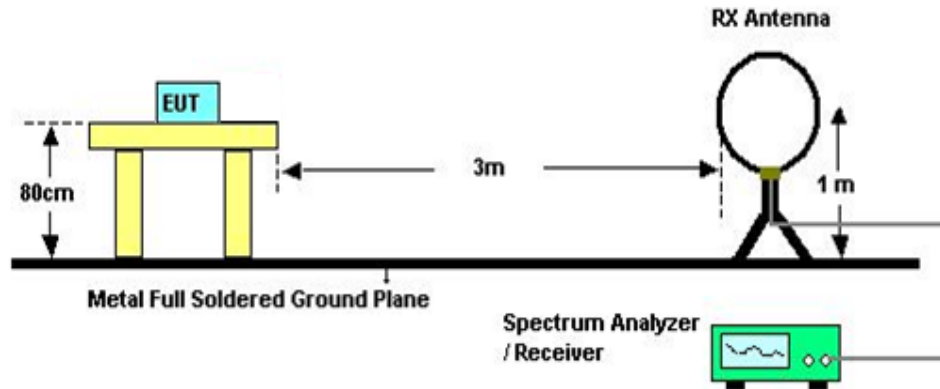 RX Antenna
EUT
80cm
3m
1 m
Metal Full Soldered Ground Plane
Spectrum Analyzer
/ Receiver